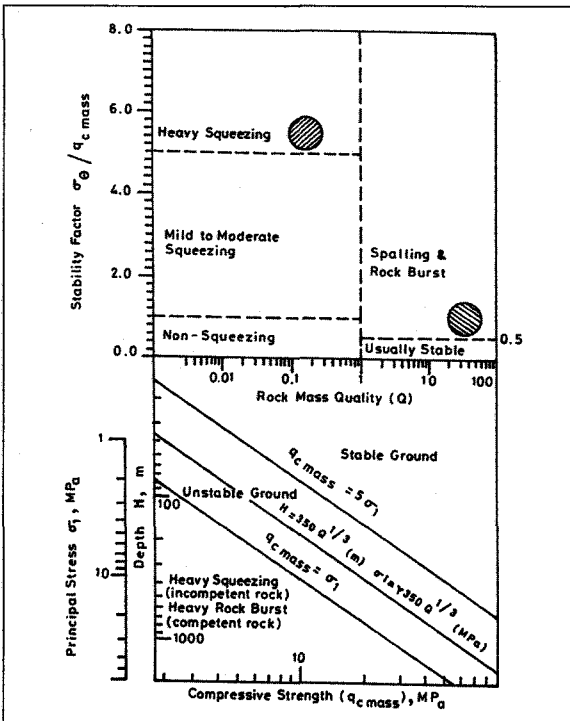 8.0
6.0
4.0
2.0
0.0
Stability Factor σθ / qc mass
Heavy Squeezing
Mild to Moderate
Squeezing
Non-Squeezing
Spalling &
Rock Burst
Usually Stable
0.5
0.01 0.1 10 100
Rock Mass Quality (Q)
qc mass = 5σ1
Stable Ground
Unstable Ground
H=350 Q 1/3 (m) σ1=γ350 Q 1/3 (MPa)
qc mass = σ1
Heavy Squeezing
(incompetent rock)
Heavy Rock Burst
(competent rock)
1
10
Principal Stress σ1, MPa
100
1000
Depth H, m
10
Compressive Strength (qc mass), MPa